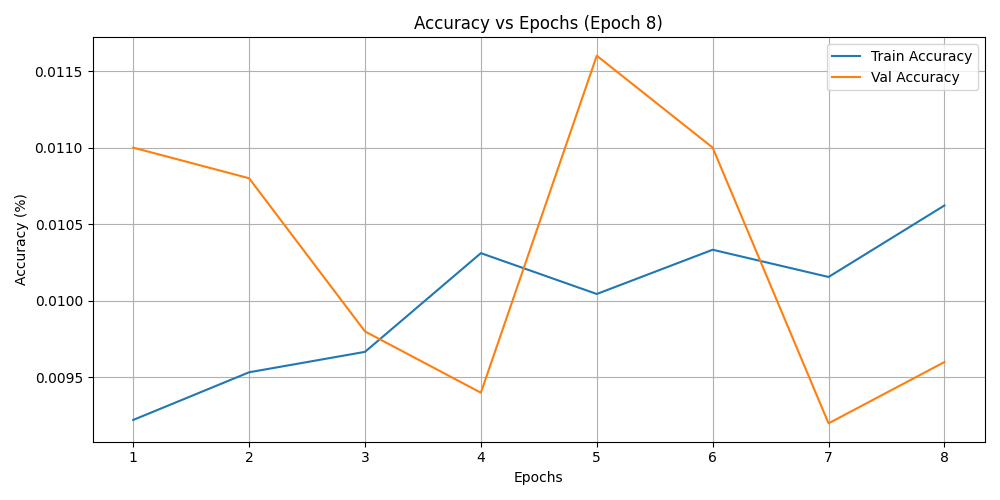 Accuracy vs Epochs (Epoch 8)
Train Accuracy
Val Accuracy
Accuracy (%)
0.0115
0.0110
0.0105
0.0100
0.0095
1 2 3 4 5 6 7 8
Epochs